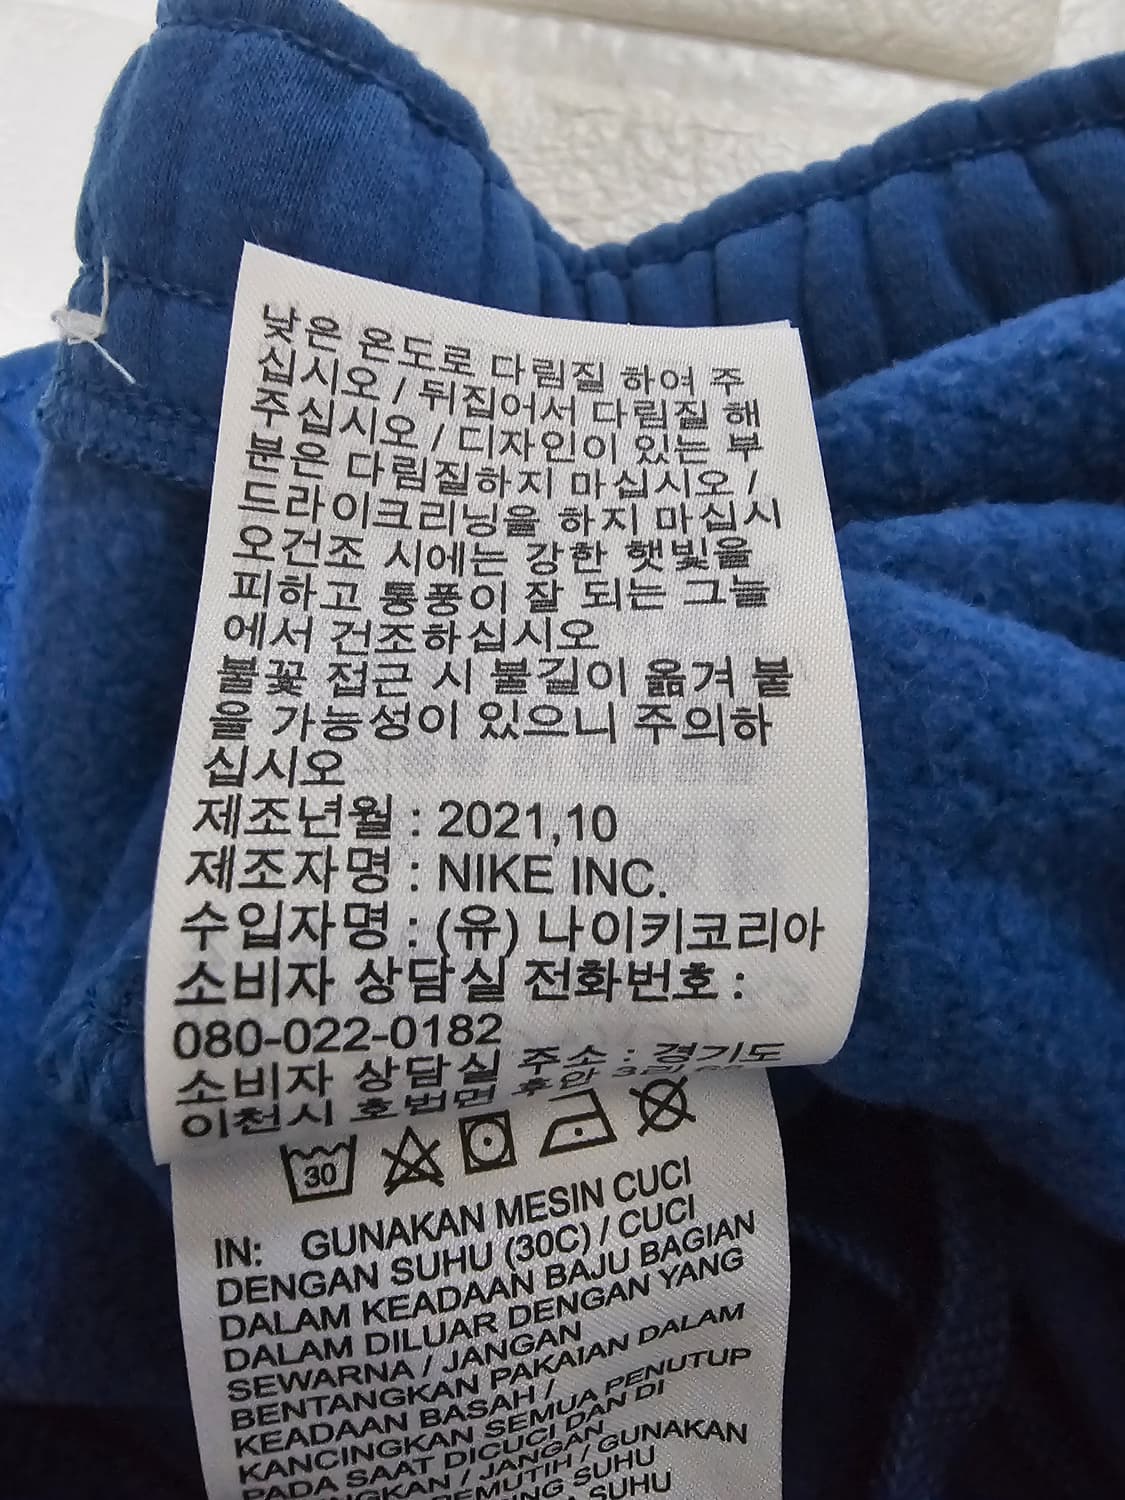 낮은 온도로 다림질 하여 주
십시오 / 뒤집어서 다림질 해
주십시오 / 디자인이 있는 부
분은 다림질하지 마십시오 /
드라이크리닝을 하지 마십시
오건조 시에는 강한 햇빛을
피하고 통풍이 잘 되는 그늘
에서 건조하십시오
불꽃 접근 시 불길이 옮겨 붙
을 가능성이 있으니 주의하
십시오
제조년월 : 2021,10
제조자명 : NIKE INC.
수입자명 : (유) 나이키코리아
소비자 상담실 전화번호 :
080-022-0182
소비자 상담실 주소 : 경기도
이천시 호법면 후안
30
IN: GUNAKAN MESIN CUCI
DENGAN SUHU (30C) / CUCI
DALAM KEADAAN BAJU BAGIAN
DALAM DILUAR DENGAN YANG
SEWARNA / JANGAN
BENTANGKAN PAKAIAN DALAM
KEADAAN BASAH /
KANCINGKAN SEMUA PENUTUP
PADA SAAT DICUCI DAN DI
/ JANGAN
/ GUNAKAN
SUHU
SUHU